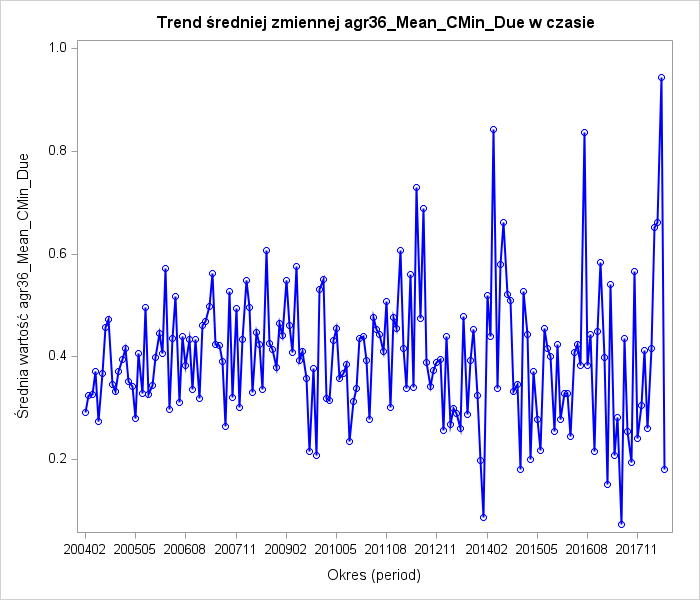 Trend średniej zmiennej agr36_Mean_CMin_Due w czasie
Średnia wartość agr36_Mean_CMin_Due
1.0
0.8
0.6
0.4
0.2
200402 200505 200608 200711 200902 201005 201108 201211 201402 201505 201608 201711
Okres (period)